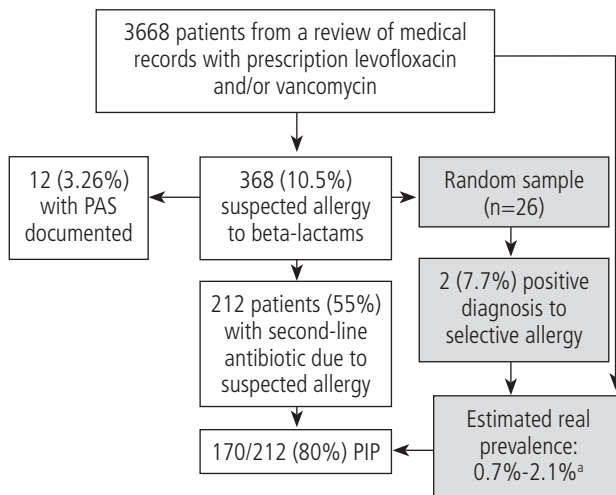 3668 patients from a review of medical
records with prescription levofloxacin
and/or vancomycin
12 (3.26%)
with PAS
documented
368 (10.5%)
suspected allergy
to beta-lactams
Random sample
(n=26)
212 patients (55%)
with second-line
antibiotic due to
suspected allergy
2 (7.7%) positive
diagnosis to
selective allergy
170/212 (80%) PIP
Estimated real
prevalence:
0.7%-2.1%ᵃ